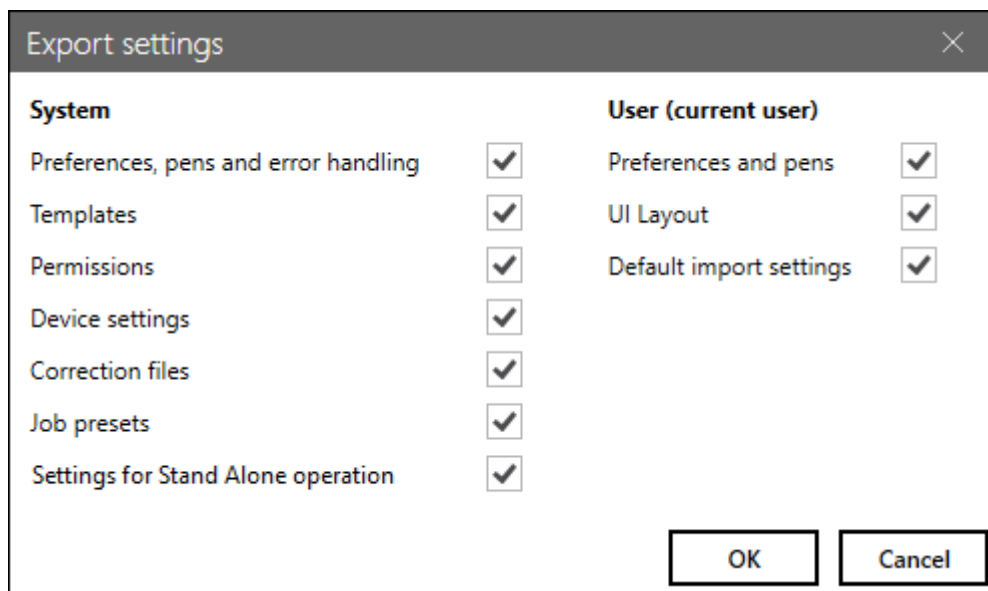 Export settings
System
Preferences, pens and error handling
Templates
Permissions
Device settings
Correction files
Job presets
Settings for Stand Alone operation
User (current user)
Preferences and pens
UI Layout
Default import settings
OK
Cancel